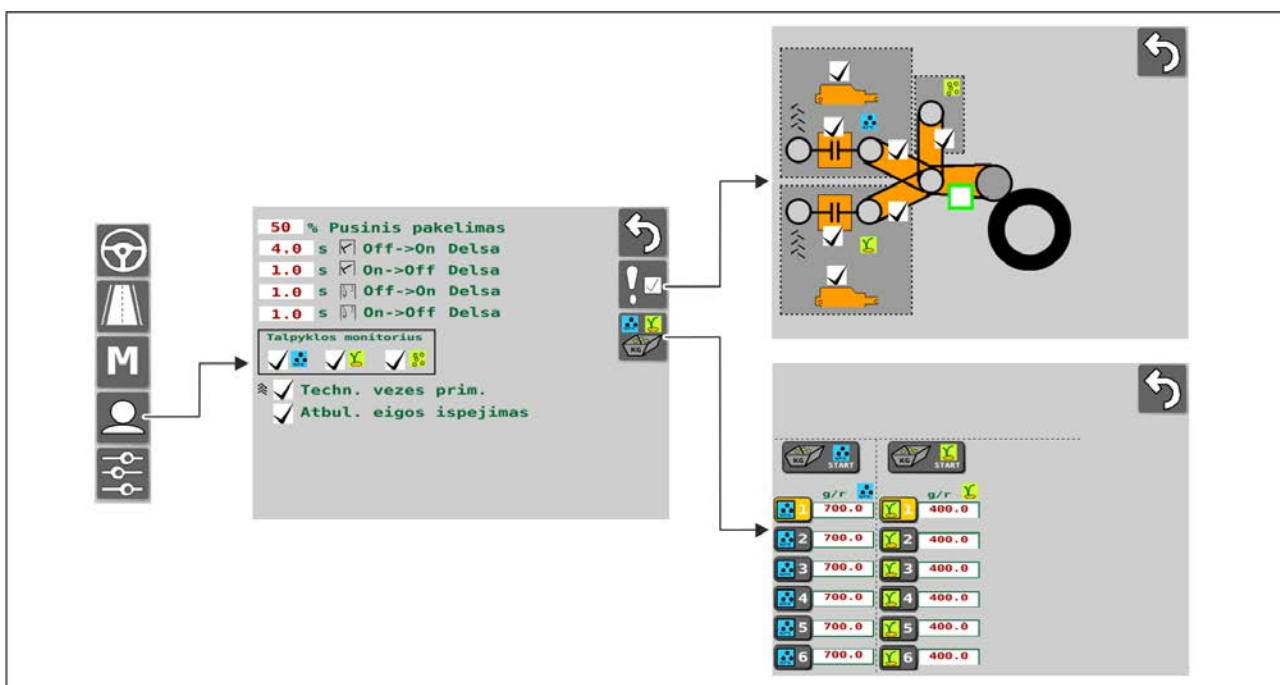 M
50 % Pusinis pakelimas
4.0 s Off->On Delsa
1.0 s On->Off Delsa
1.0 s Off->On Delsa
1.0 s On->Off Delsa
Talpyklos monitorius
Techn. vezes prim.
Atbul. eigos ispejimas
KG
KG START KG START
g/r g/r
1 700.0 1 400.0
2 700.0 2 400.0
3 700.0 3 400.0
4 700.0 4 400.0
5 700.0 5 400.0
6 700.0 6 400.0